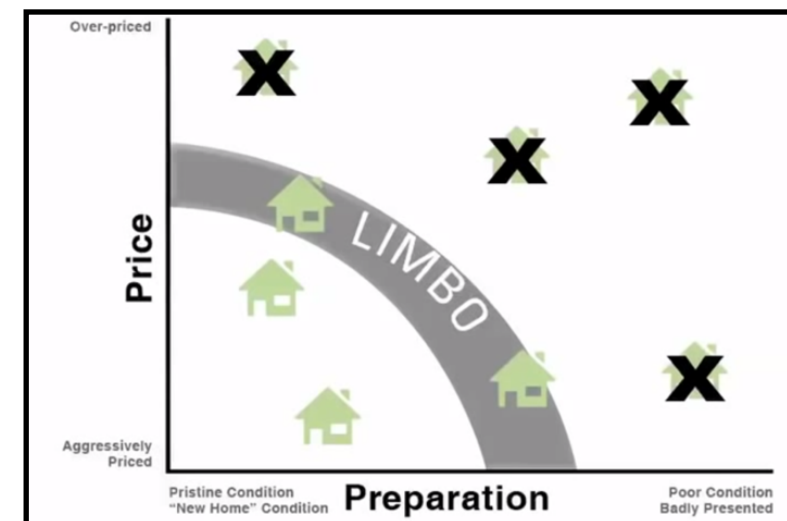 Over-priced
X
X
X
LIMBO
Price
X
Aggressively
Priced
Pristine Condition
“New Home” Condition
Preparation
Poor Condition
Badly Presented